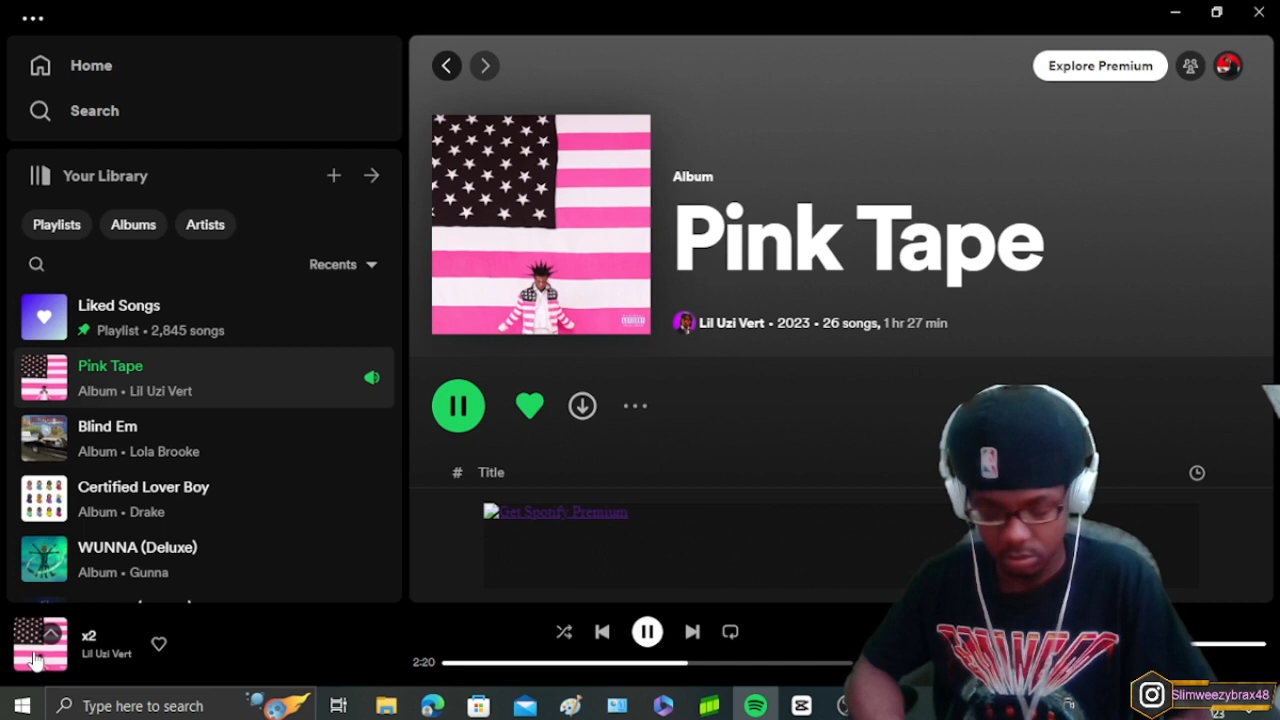 Home
Search
Explore Premium
Your Library
Playlists
Albums
Artists
Recents
Liked Songs
Playlist • 2,845 songs
Pink Tape
Album • Lil Uzi Vert
Blind Em
Album • Lola Brooke
Certified Lover Boy
Album • Drake
WUNNA (Deluxe)
Album • Gunna
Album
Pink Tape
Lil Uzi Vert • 2023 • 26 songs, 1 hr 27 min
# Title
Get Spotify Premium
x2
Lil Uzi Vert
2:20
Type here to search
Slimweezybrax48